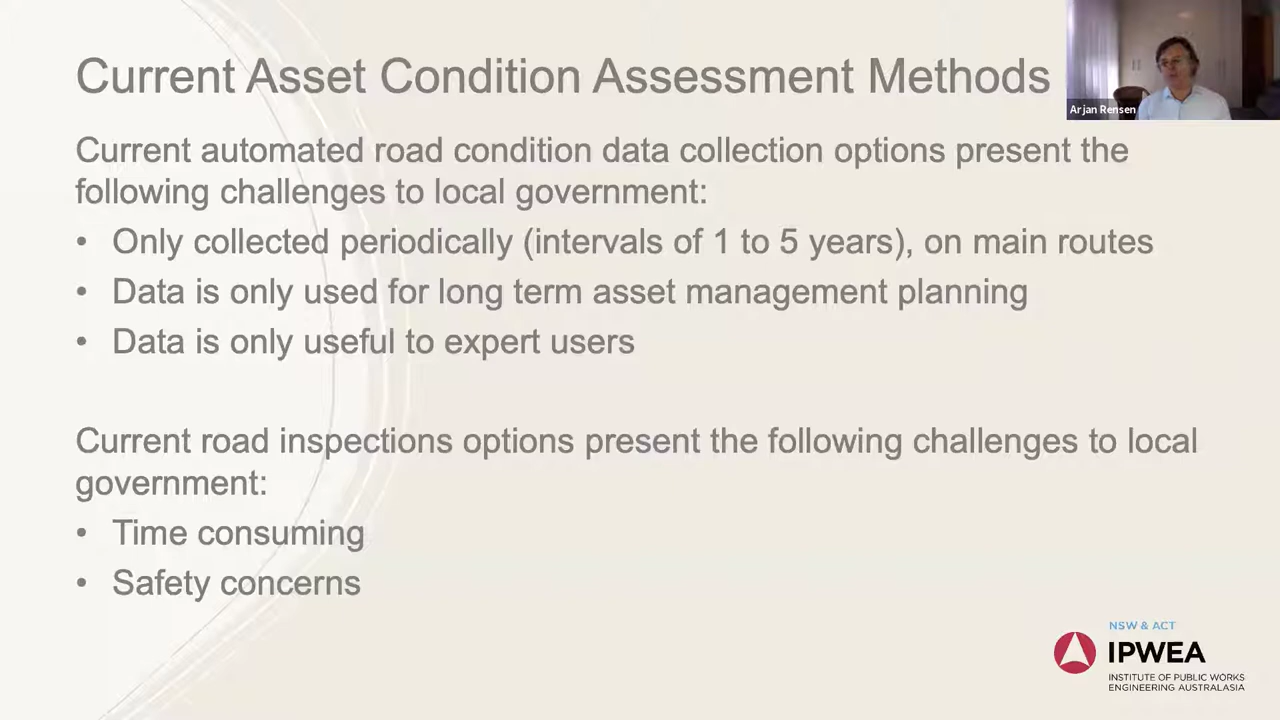 Current Asset Condition Assessment Methods
Arjan Rensen
Current automated road condition data collection options present the
following challenges to local government:
• Only collected periodically (intervals of 1 to 5 years), on main routes
• Data is only used for long term asset management planning
• Data is only useful to expert users
Current road inspections options present the following challenges to local
government:
• Time consuming
• Safety concerns
NSW & ACT
IPWEA
INSTITUTE OF PUBLIC WORKS
ENGINEERING AUSTRALASIA